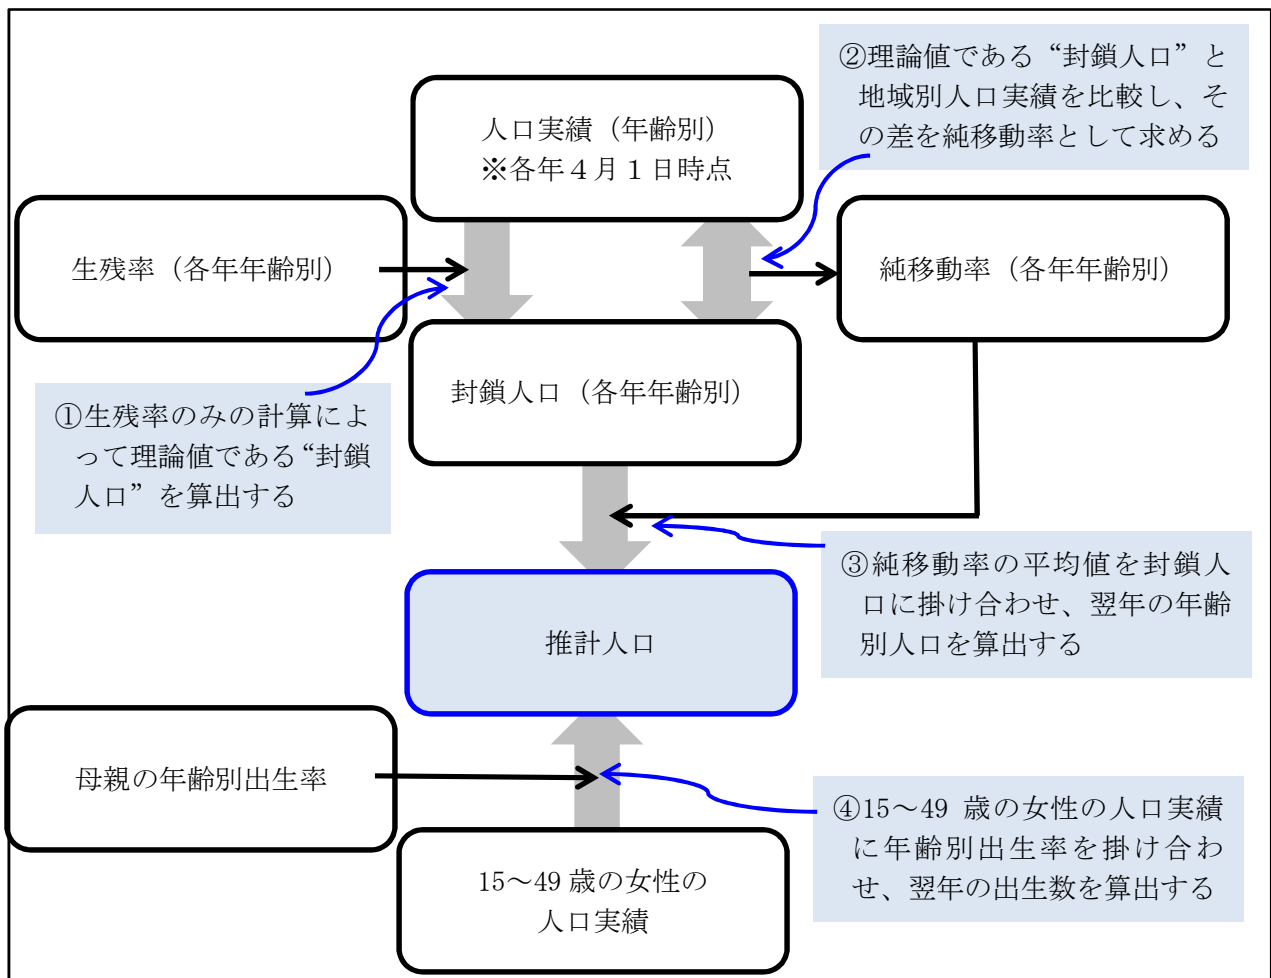 ②理論値である“封鎖人口”と
地域別人口実績を比較し、そ
の差を純移動率として求める
人口実績（年齢別）
※各年４月１日時点
生残率（各年年齢別）
純移動率（各年年齢別）
封鎖人口（各年年齢別）
①生残率のみの計算によ
って理論値である“封鎖
人口”を算出する
③純移動率の平均値を封鎖人
口に掛け合わせ、翌年の年齢
別人口を算出する
推計人口
母親の年齢別出生率
④15～49 歳の女性の人口実績
に年齢別出生率を掛け合わ
せ、翌年の出生数を算出する
15～49 歳の女性の
人口実績